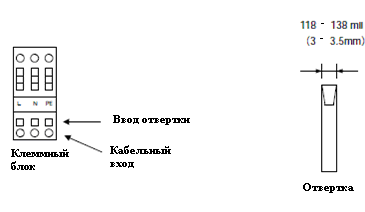 118 - 138 mil
(3 - 3.5mm)
L N PE
Ввод отвертки
Кабельный
вход
Клеммный
блок
Отвертка